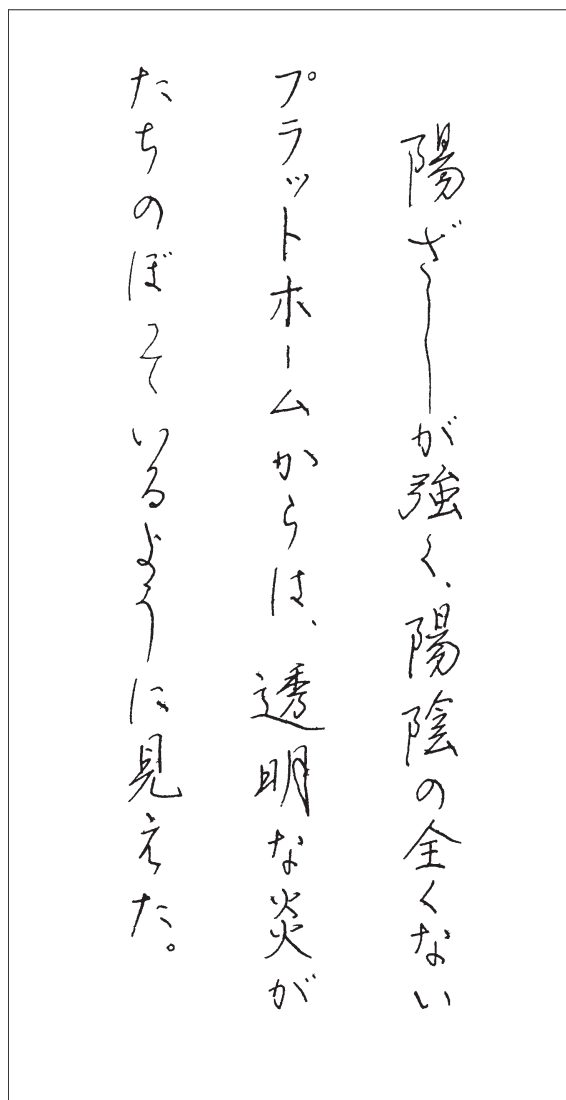 陽ざしが強く、陽陰の全くない
プラットホームからは、透明な炎が
たちのぼっているように見えた。